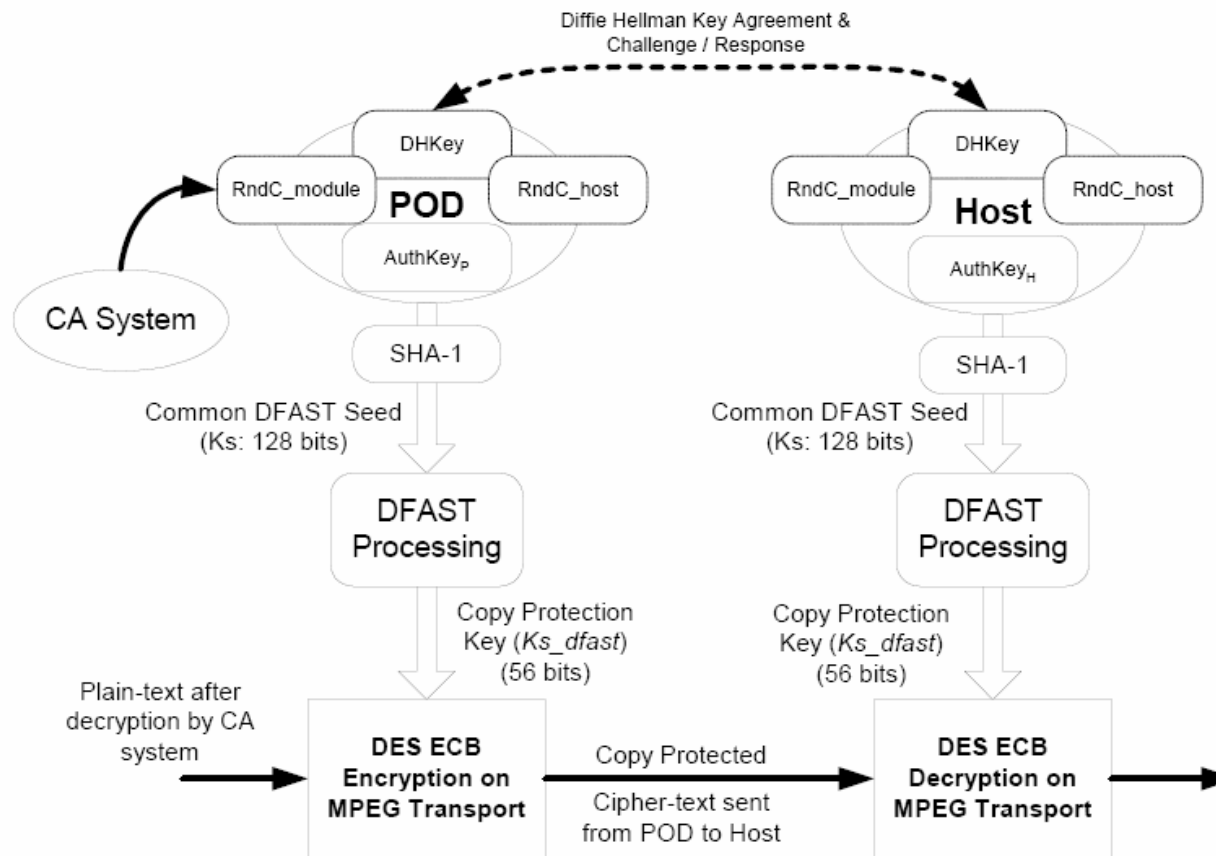 Diffie Hellman Key Agreement &
Challenge / Response
DHKey
RndC_module
RndC_host
POD
AuthKeyP
DHKey
RndC_module
RndC_host
Host
AuthKeyH
CA System
SHA-1
SHA-1
Common DFAST Seed
(Ks: 128 bits)
Common DFAST Seed
(Ks: 128 bits)
DFAST
Processing
DFAST
Processing
Copy Protection
Key (Ks_dfast)
(56 bits)
Copy Protection
Key (Ks_dfast)
(56 bits)
Plain-text after
decryption by CA
system
DES ECB
Encryption on
MPEG Transport
Copy Protected
Cipher-text sent
from POD to Host
DES ECB
Decryption on
MPEG Transport